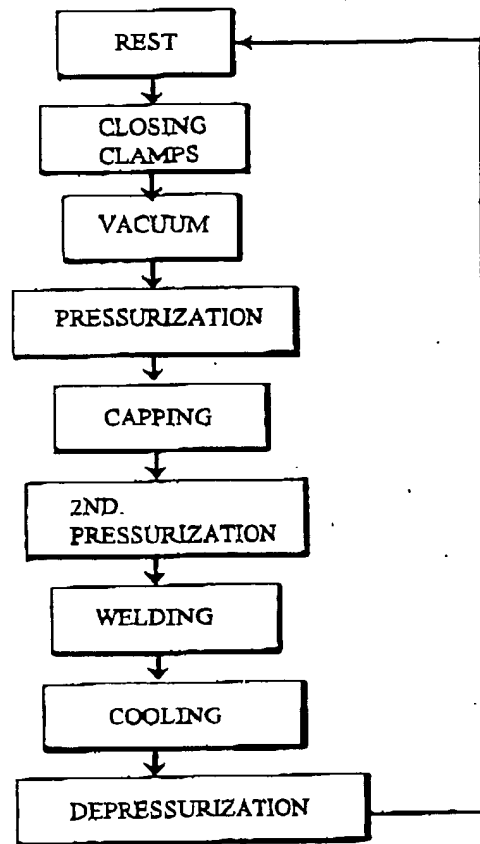 REST
CLOSING
CLAMPS
VACUUM
PRESSURIZATION
CAPPING
2ND.
PRESSURIZATION
WELDING
COOLING
DEPRESSURIZATION